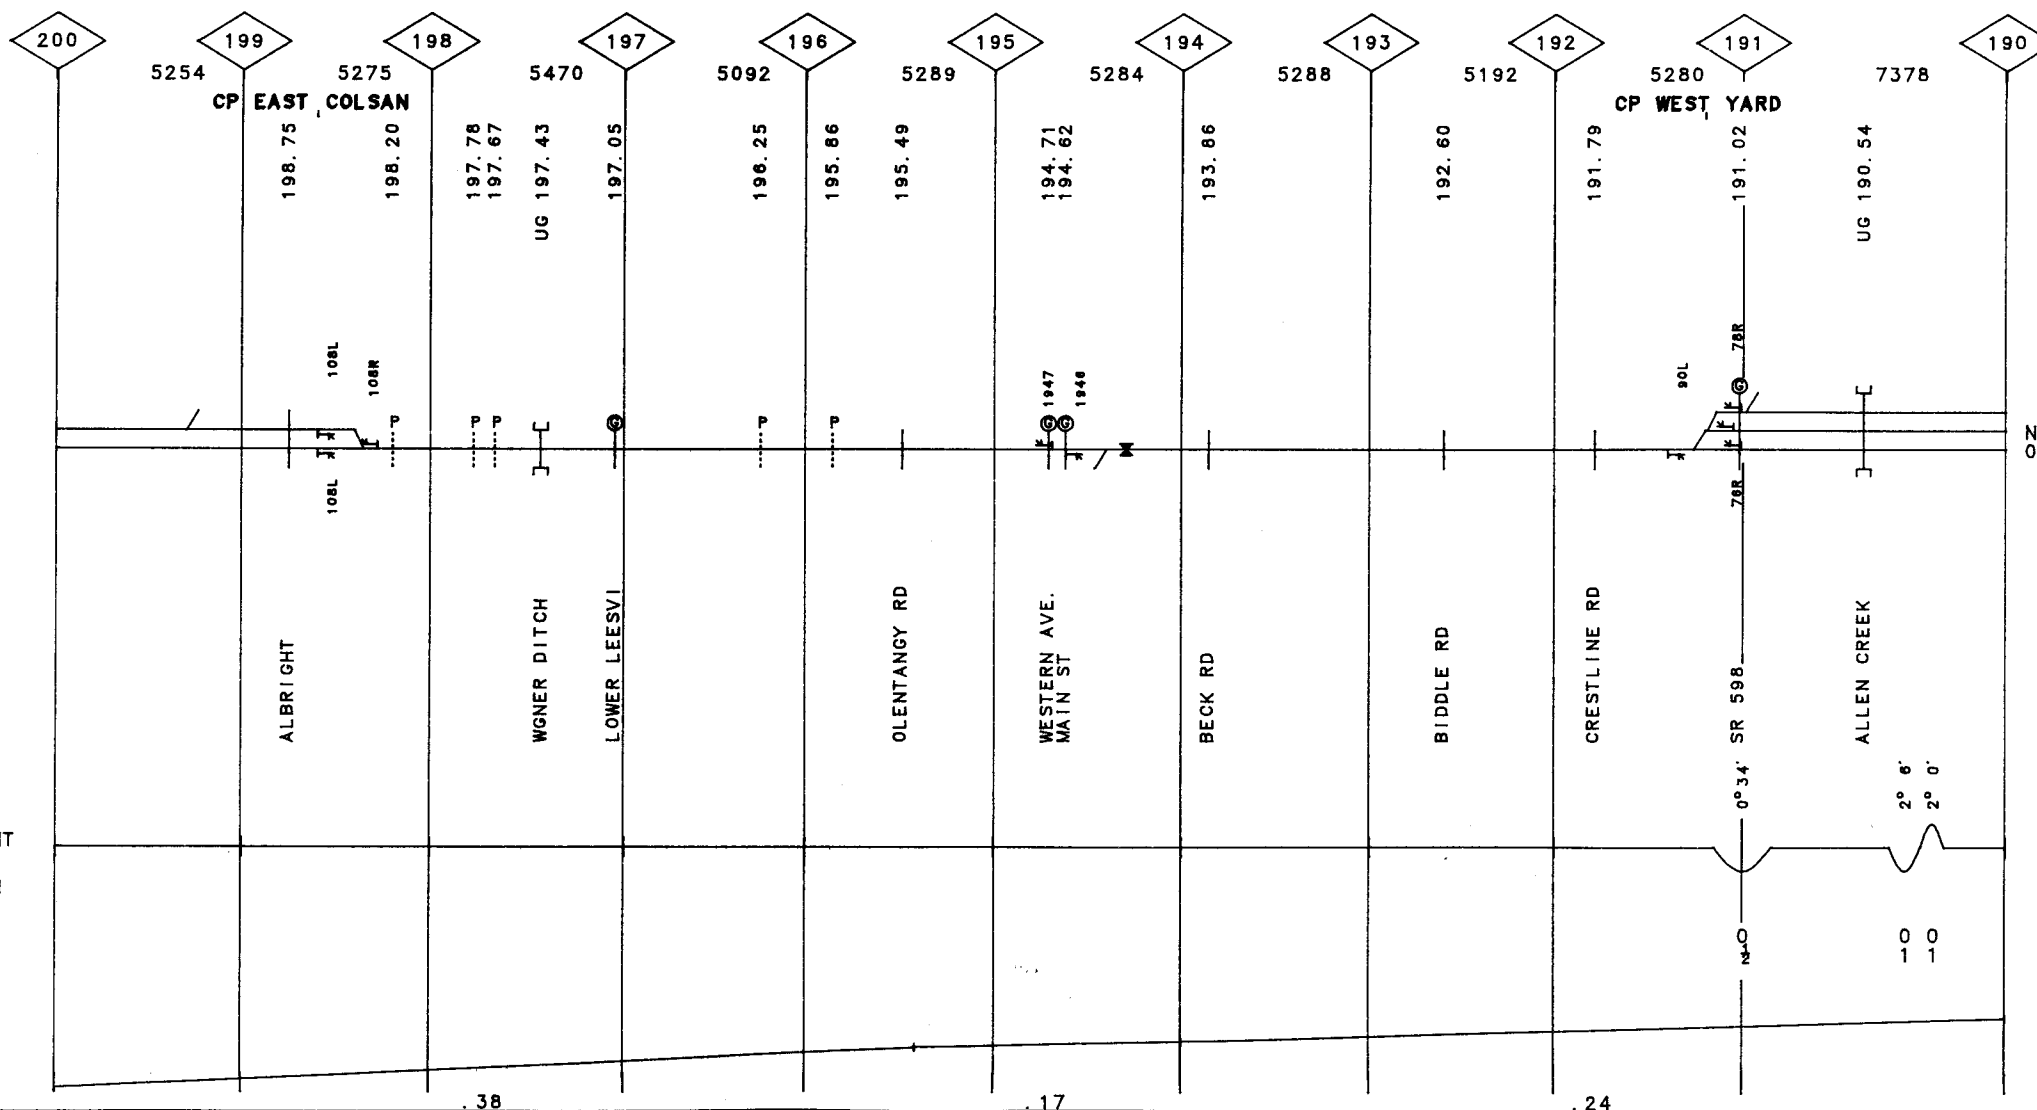 200 199 198 197 196 195 194 193 192 191 190
5254 5275 5470 5092 5289 5284 5288 5192 5280 7378
CP EAST COLSAN
CP WEST YARD
198.75
198.20
197.78
197.67
UG 197.43
197.05
196.25
195.86
195.49
194.71
194.62
193.86
192.60
191.79
191.02
UG 190.54
108L
108R
108L
P
P P
G
P
P
G 1947
G 1946
90L
78R
G
78R
N
0
ALBRIGHT
WGNER DITCH
LOWER LEESVI
OLENTANGY RD
WESTERN AVE.
MAIN ST
BECK RD
BIDDLE RD
CRESTLINE RD
SR 598
ALLEN CREEK
0°34'
2° 6'
2° 0'
0 0 0
1 1
.38 .17 .24